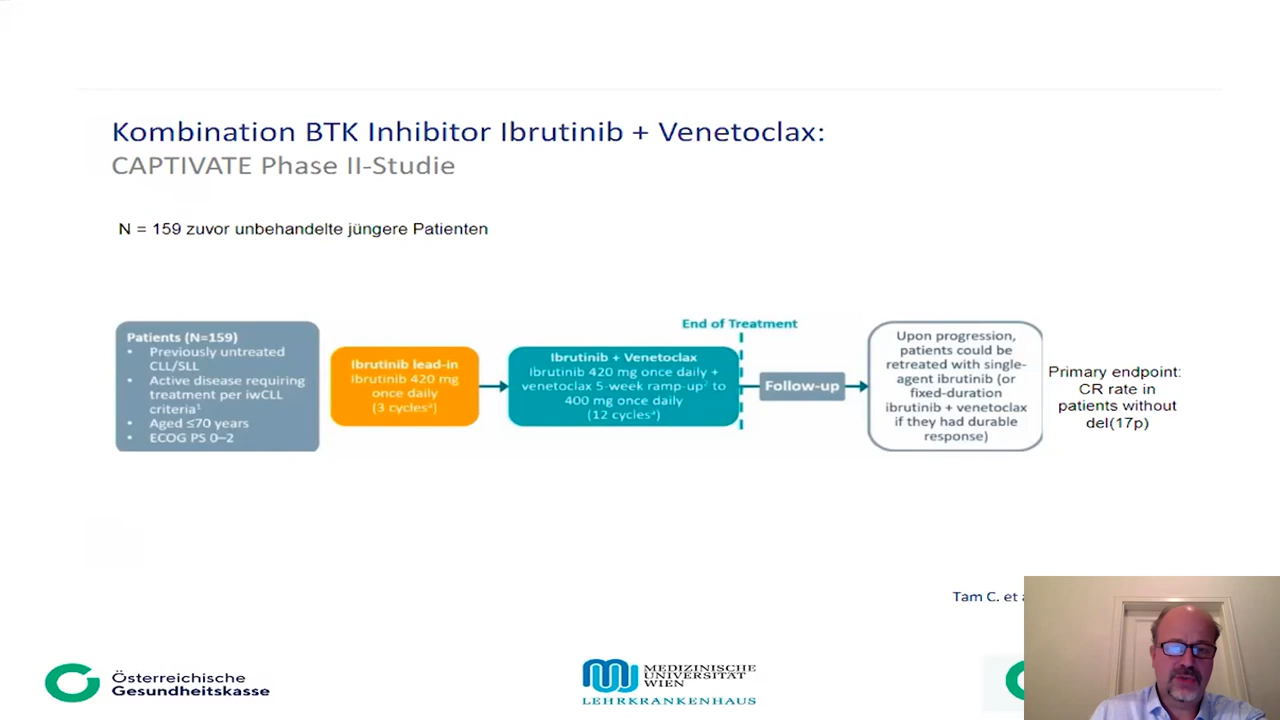 Kombination BTK Inhibitor Ibrutinib + Venetoclax:
CAPTIVATE Phase II-Studie
N = 159 zuvor unbehandelte jüngere Patienten
Patients (N=159)
• Previously untreated
CLL/SLL
• Active disease requiring
treatment per iwCLL
criteria¹
• Aged ≤70 years
• ECOG PS 0–2
Ibrutinib lead-in
Ibrutinib 420 mg
once daily
(3 cycles
Ibrutinib + Venetoclax
Ibrutinib 420 mg once daily +
venetoclax 5-week ramp-up to
400 mg once daily
(12 cycles
End of Treatment
Follow-up
Upon progression,
patients could be
retreated with single-
agent ibrutinib (or
fixed-duration
ibrutinib + venetoclax
if they had durable
response)
Primary endpoint:
CR rate in
patients without
del(17p)
Tam C. et
Österreichische
Gesundheitskasse
MEDIZINISCHE
UNIVERSITÄT
WIEN
LEHRKRANKENHAUS